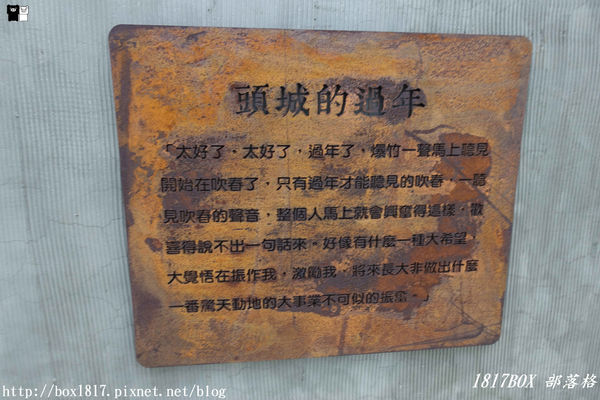 頭城的過年
「太好了，太好了，過年了，爆竹一聲馬上聽見
開始在吹春了，只有過年才能聽見的吹春，一聽
見吹春的聲音，整個人馬上就會興奮得這樣，歡
喜得說不出一句話來。好像有什麼一種大希望、
大覺悟在振作我，激勵我，將來長大非做出什麼
一番驚天動地的大事業不可似的振奮。」
http://box1817.pixnet.net/blog
1817BOX 部落格